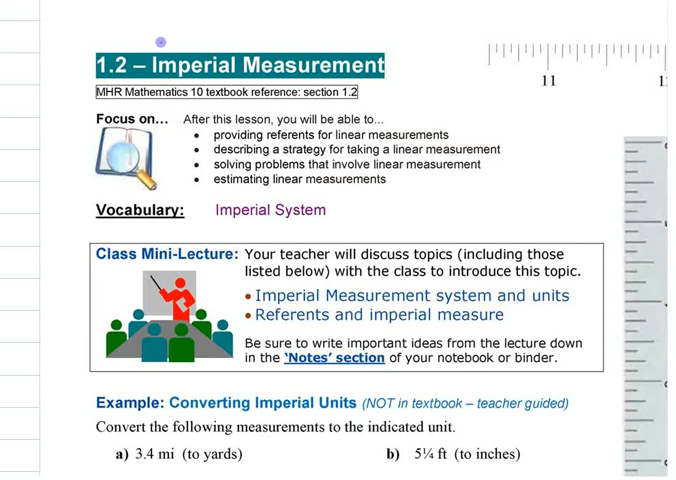 1.2 – Imperial Measurement
11
MHR Mathematics 10 textbook reference: section 1.2
Focus on... After this lesson, you will be able to...
• providing referents for linear measurements
• describing a strategy for taking a linear measurement
• solving problems that involve linear measurement
• estimating linear measurements
Vocabulary: Imperial System
Class Mini-Lecture: Your teacher will discuss topics (including those
listed below) with the class to introduce this topic.
• Imperial Measurement system and units
• Referents and imperial measure
Be sure to write important ideas from the lecture down
in the ‘Notes’ section of your notebook or binder.
Example: Converting Imperial Units (NOT in textbook – teacher guided)
Convert the following measurements to the indicated unit.
a) 3.4 mi (to yards) b) 5¼ ft (to inches)